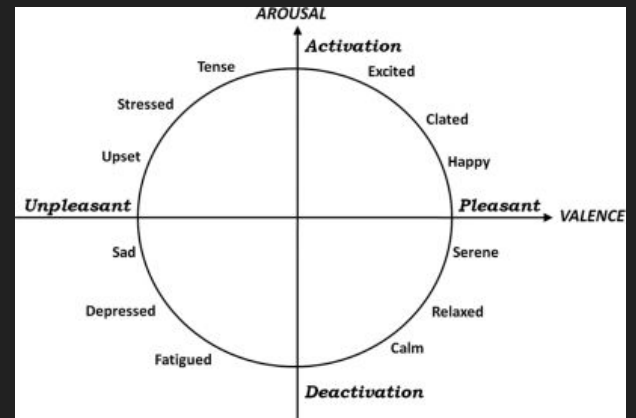 AROUSAL
Activation
Tense
Excited
Stressed
Clated
Upset
Happy
Unpleasant
Pleasant
VALENCE
Sad
Serene
Depressed
Relaxed
Calm
Fatigued
Deactivation